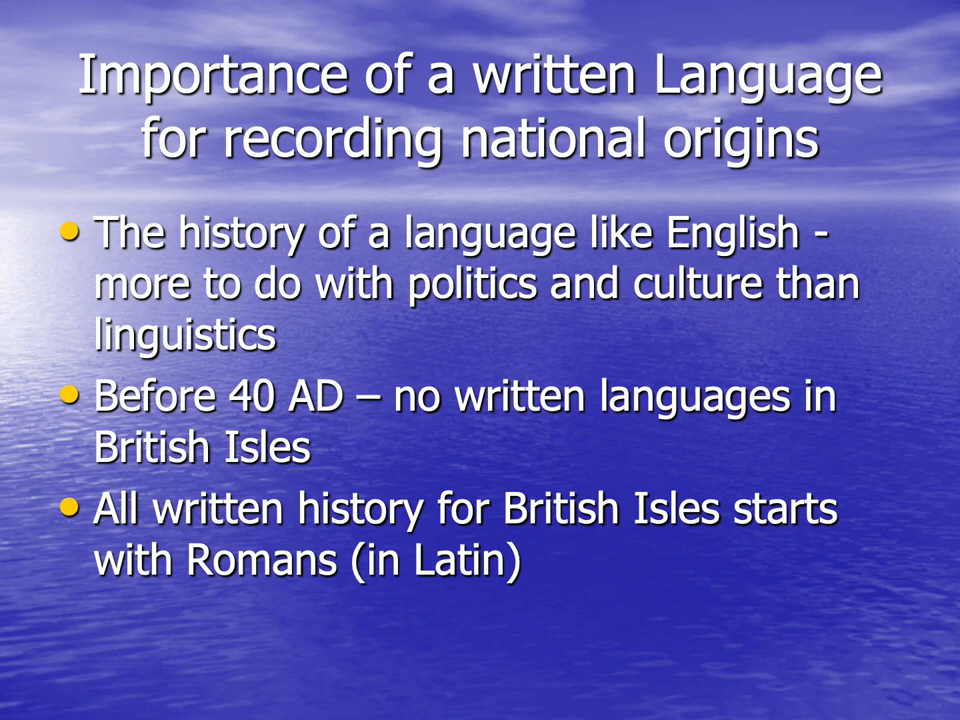 Importance of a written Language
for recording national origins
• The history of a language like English -
more to do with politics and culture than
linguistics
• Before 40 AD – no written languages in
British Isles
• All written history for British Isles starts
with Romans (in Latin)